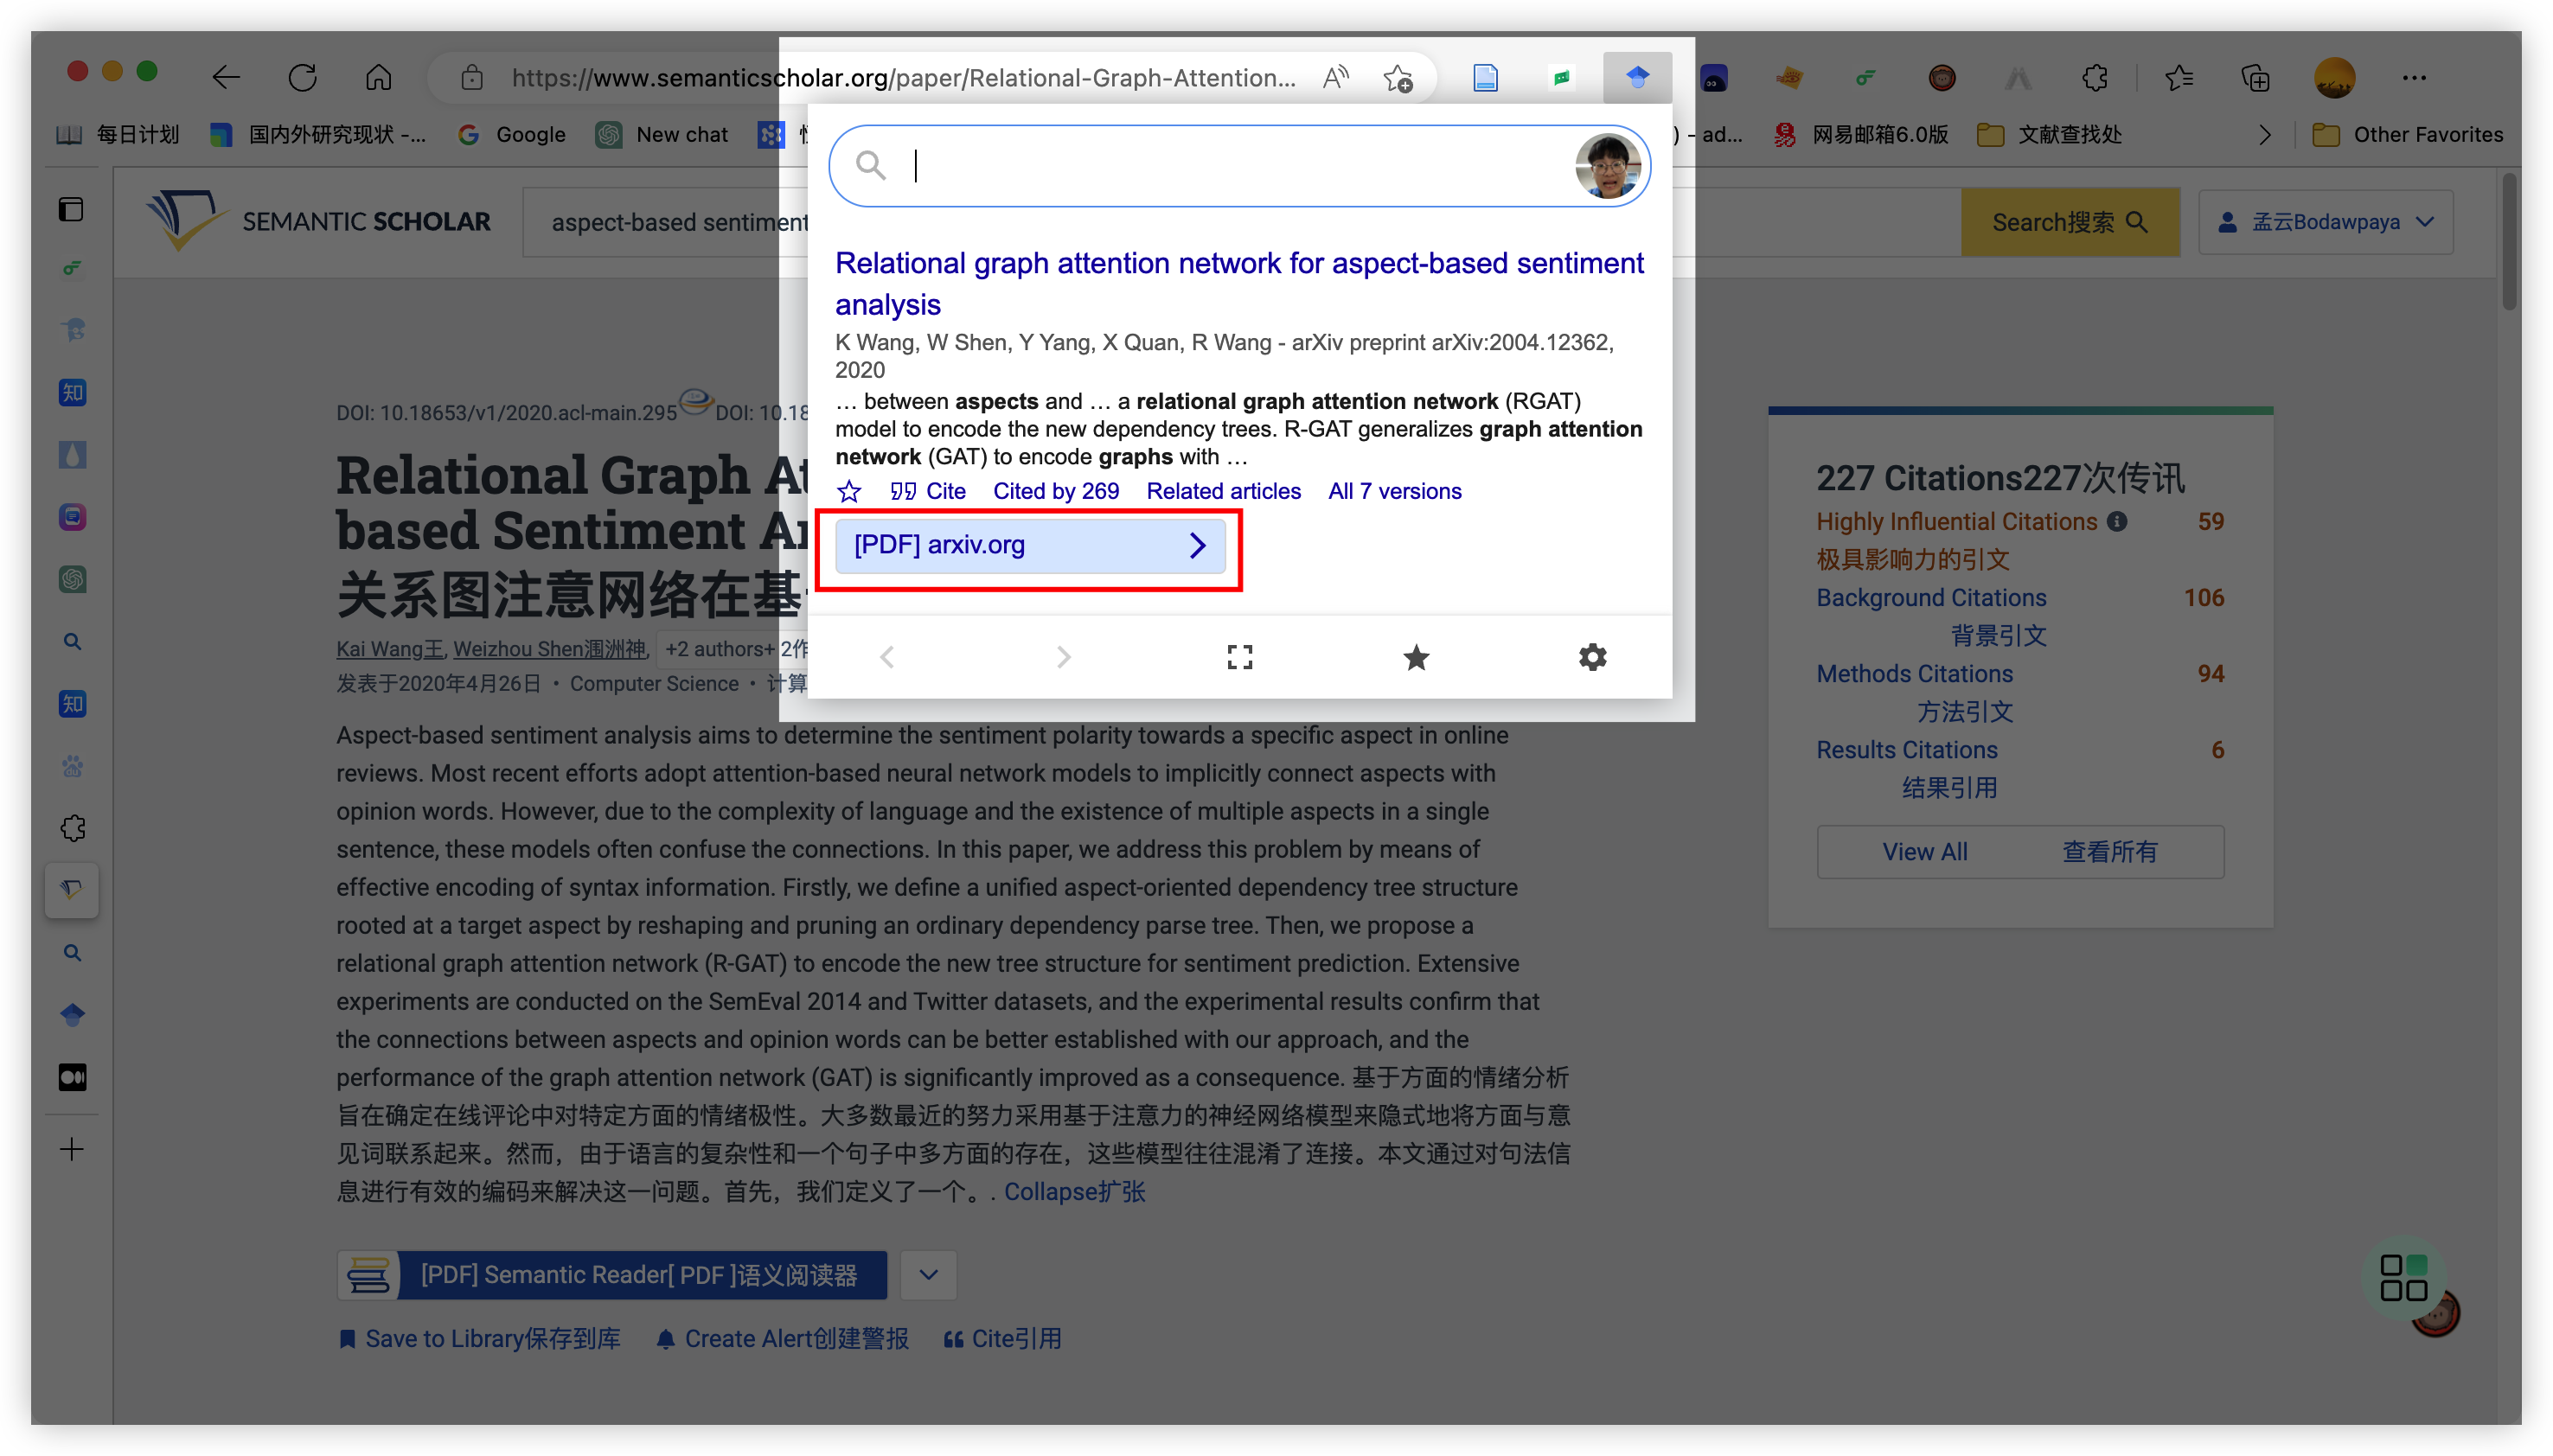 https://www.semanticscholar.org/paper/Relational-Graph-Attention...
每日计划
国内外研究现状 -...
Google
New chat
) - ad...
网易邮箱6.0版
文献查找处
Other Favorites
SEMANTIC SCHOLAR
aspect-based sentiment
Search搜索
孟云Bodawpaya
Relational graph attention network for aspect-based sentiment
analysis
K Wang, W Shen, Y Yang, X Quan, R Wang - arXiv preprint arXiv:2004.12362,
2020
… between aspects and … a relational graph attention network (RGAT)
model to encode the new dependency trees. R-GAT generalizes graph attention
network (GAT) to encode graphs with …
Cite Cited by 269 Related articles All 7 versions
[PDF] arxiv.org
DOI: 10.18653/v1/2020.acl-main.295 DOI: 10.18
Relational Graph At
based Sentiment Ar
关系图注意网络在基
Kai Wang王, Weizhou Shen涠洲神, +2 authors+ 2作
发表于2020年4月26日 • Computer Science • 计算
Aspect-based sentiment analysis aims to determine the sentiment polarity towards a specific aspect in online
reviews. Most recent efforts adopt attention-based neural network models to implicitly connect aspects with
opinion words. However, due to the complexity of language and the existence of multiple aspects in a single
sentence, these models often confuse the connections. In this paper, we address this problem by means of
effective encoding of syntax information. Firstly, we define a unified aspect-oriented dependency tree structure
rooted at a target aspect by reshaping and pruning an ordinary dependency parse tree. Then, we propose a
relational graph attention network (R-GAT) to encode the new tree structure for sentiment prediction. Extensive
experiments are conducted on the SemEval 2014 and Twitter datasets, and the experimental results confirm that
the connections between aspects and opinion words can be better established with our approach, and the
performance of the graph attention network (GAT) is significantly improved as a consequence. 基于方面的情绪分析
旨在确定在线评论中对特定方面的情绪极性。大多数最近的努力采用基于注意力的神经网络模型来隐式地将方面与意
见词联系起来。然而，由于语言的复杂性和一个句子中多方面的存在，这些模型往往混淆了连接。本文通过对句法信
息进行有效的编码来解决这一问题。首先，我们定义了一个。. Collapse扩张
[PDF] Semantic Reader[ PDF ]语义阅读器
Save to Library保存到库
Create Alert创建警报
Cite引用
227 Citations227次传讯
Highly Influential Citations 59
极具影响力的引文
Background Citations 106
背景引文
Methods Citations 94
方法引文
Results Citations 6
结果引用
View All 查看所有
知
知